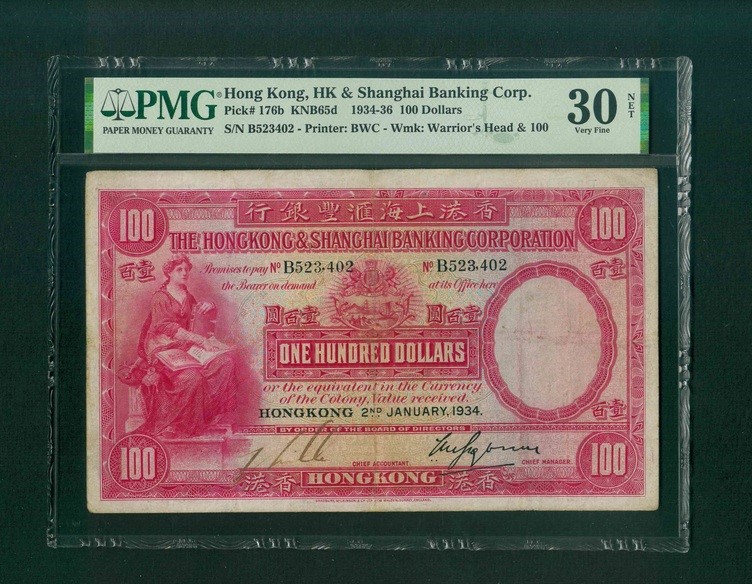 PMG® Hong Kong, HK & Shanghai Banking Corp.
Pick# 176b KNB65d 1934-36 100 Dollars
PAPER MONEY GUARANTY S/N B523402 - Printer: BWC - Wmk: Warrior's Head & 100
30 NET
Very Fine
行銀豐滙海上港香
100 100
THE HONGKONG & SHANGHAI BANKING CORPORATION
百壹 百壹
Promises to pay No B523,402 No B523,402
the Bearer on demand at its Office here
圓百壹 圓百壹
ONE HUNDRED DOLLARS
or the equivalent in the Currency
of the Colony, Value received.
百壹
HONGKONG 2ND JANUARY, 1934.
BY ORDER OF THE BOARD OF DIRECTORS
100 100
CHIEF ACCOUNTANT. CHIEF MANAGER.
港香 HONGKONG 港香